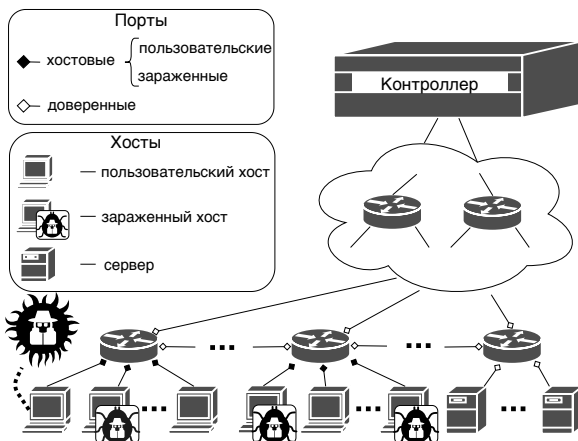 Порты
хостовые
пользовательские
зараженные
доверенные
Контроллер
Хосты
— пользовательский хост
— зараженный хост
— сервер